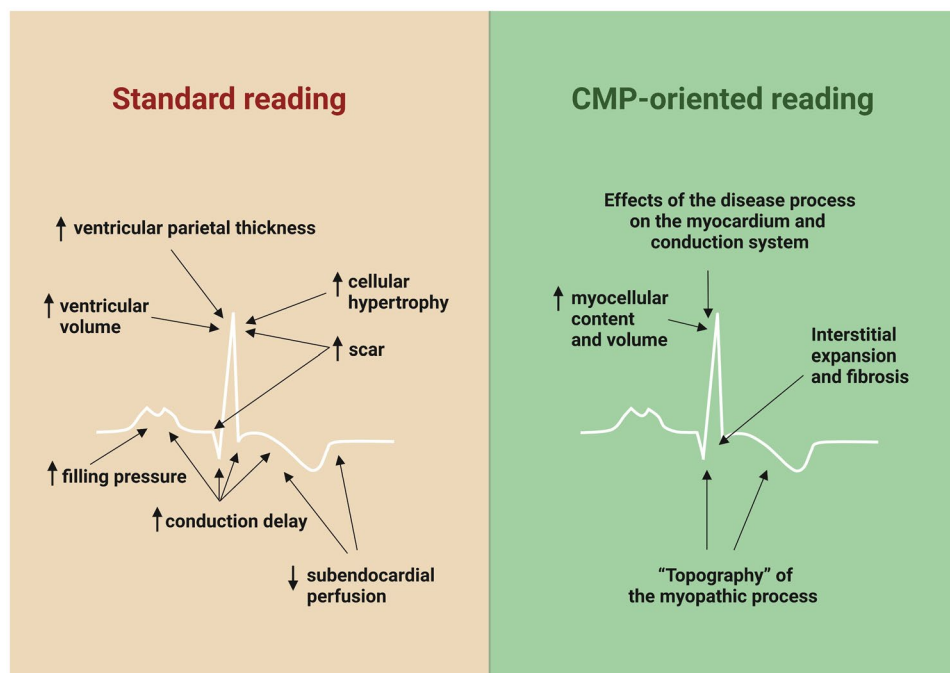 Standard reading
↑ ventricular parietal thickness
↑ ventricular
volume
↑ cellular
hypertrophy
↑ scar
↑ filling pressure
↑ conduction delay
↓ subendocardial
perfusion
CMP-oriented reading
Effects of the disease process
on the myocardium and
conduction system
↑ myocellular
content
and volume
Interstitial
expansion
and fibrosis
“Topography” of
the myopathic process